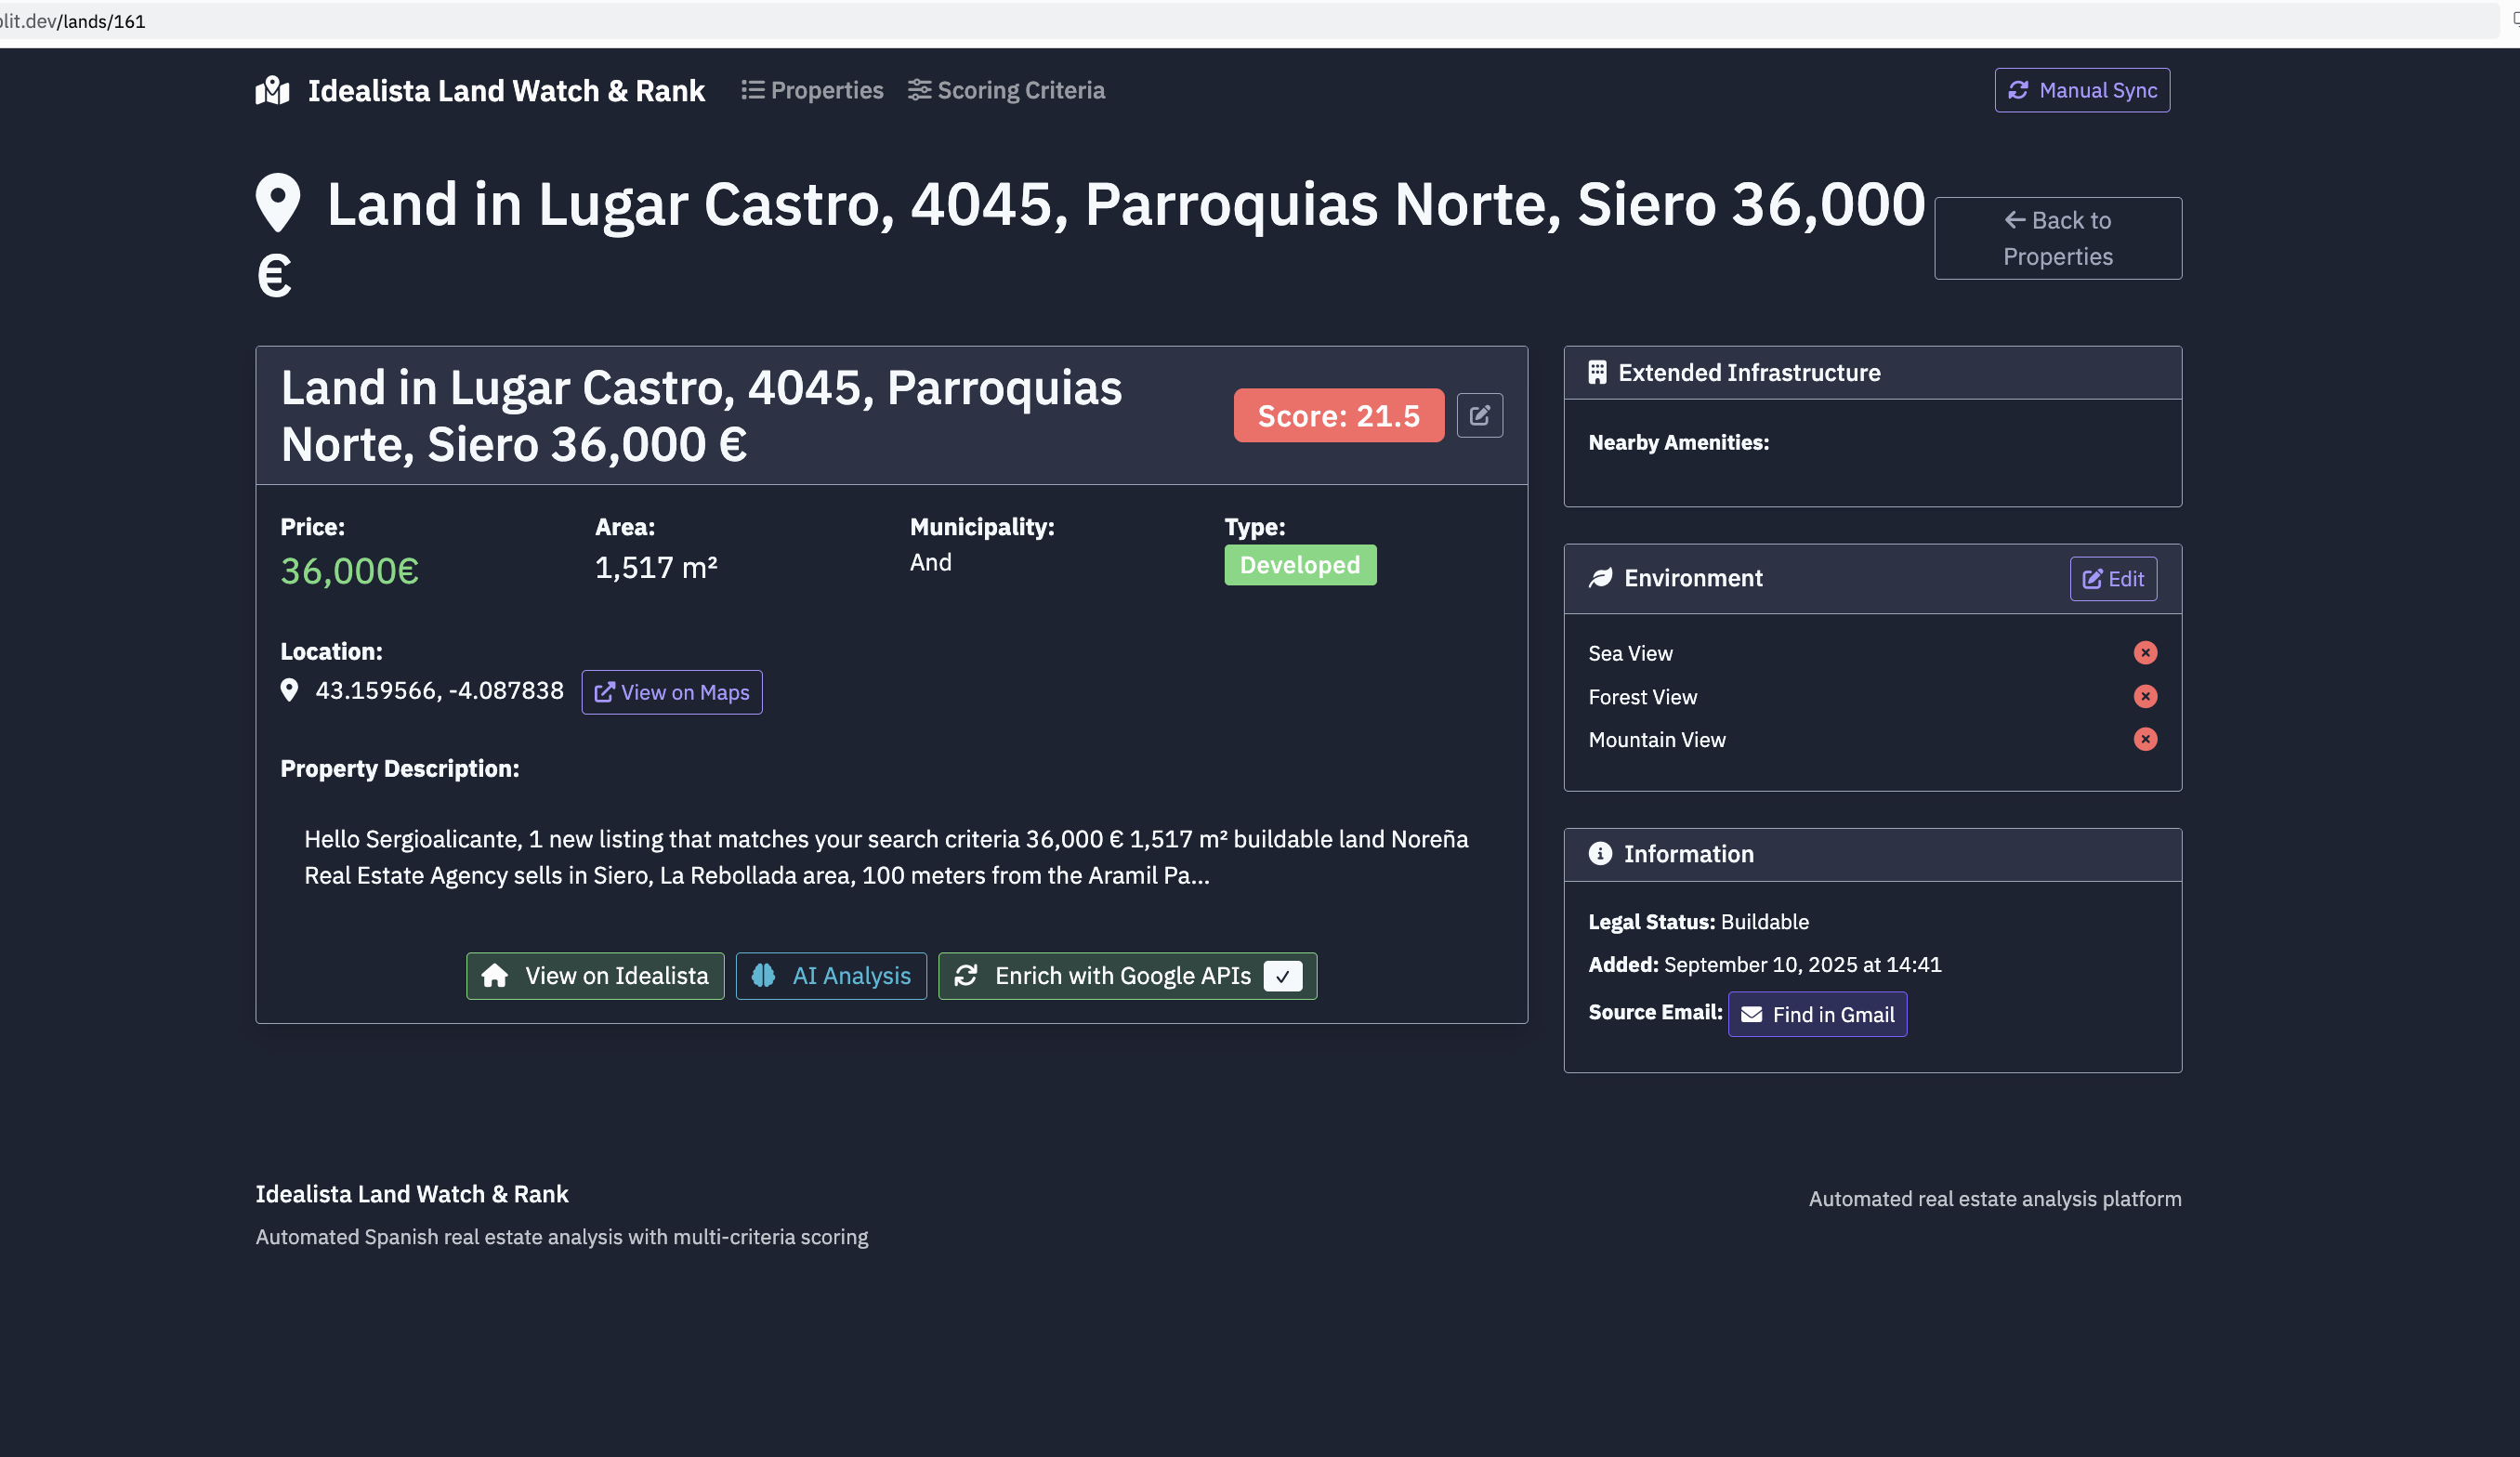 /lands/161
Idealista Land Watch & Rank
Properties
Scoring Criteria
Manual Sync
Land in Lugar Castro, 4045, Parroquias Norte, Siero 36,000
€
Back to
Properties
Land in Lugar Castro, 4045, Parroquias
Norte, Siero 36,000 €
Score: 21.5
Price:
36,000€
Area:
1,517 m²
Municipality:
And
Type:
Developed
Location:
43.159566, -4.087838
View on Maps
Property Description:
Hello Sergioalicante, 1 new listing that matches your search criteria 36,000 € 1,517 m² buildable land Noreña
Real Estate Agency sells in Siero, La Rebollada area, 100 meters from the Aramil Pa...
View on Idealista
AI Analysis
Enrich with Google APIs
Extended Infrastructure
Nearby Amenities:
Environment
Edit
Sea View
Forest View
Mountain View
Information
Legal Status: Buildable
Added: September 10, 2025 at 14:41
Source Email: Find in Gmail
Idealista Land Watch & Rank
Automated Spanish real estate analysis with multi-criteria scoring
Automated real estate analysis platform